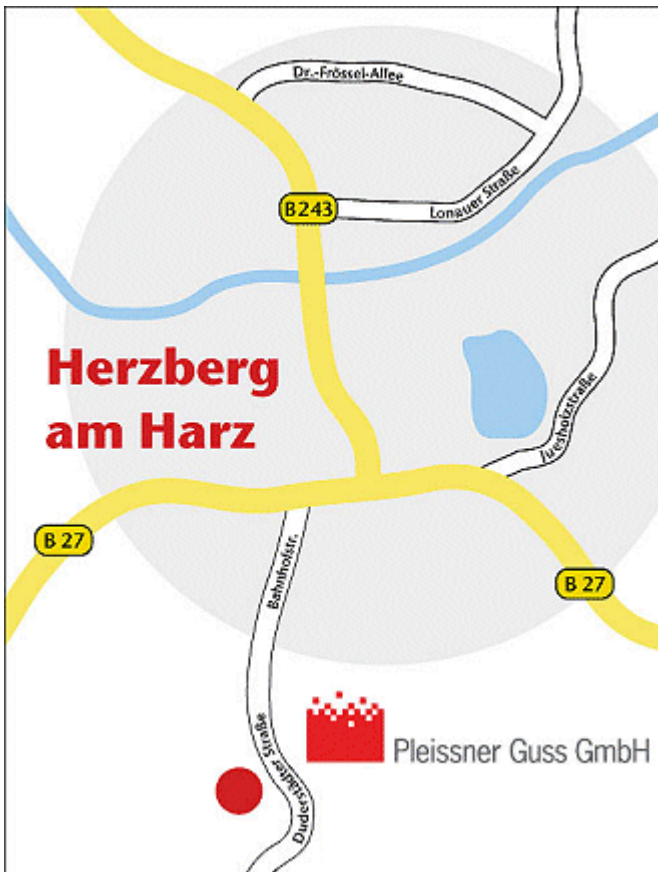 Dr.-Frössel-Allee
B243
Lonauer Straße
Herzberg
am Harz
Juesholzstraße
B 27
B 27
Bahnhofstr.
Duderstädter Straße
Pleissner Guss GmbH